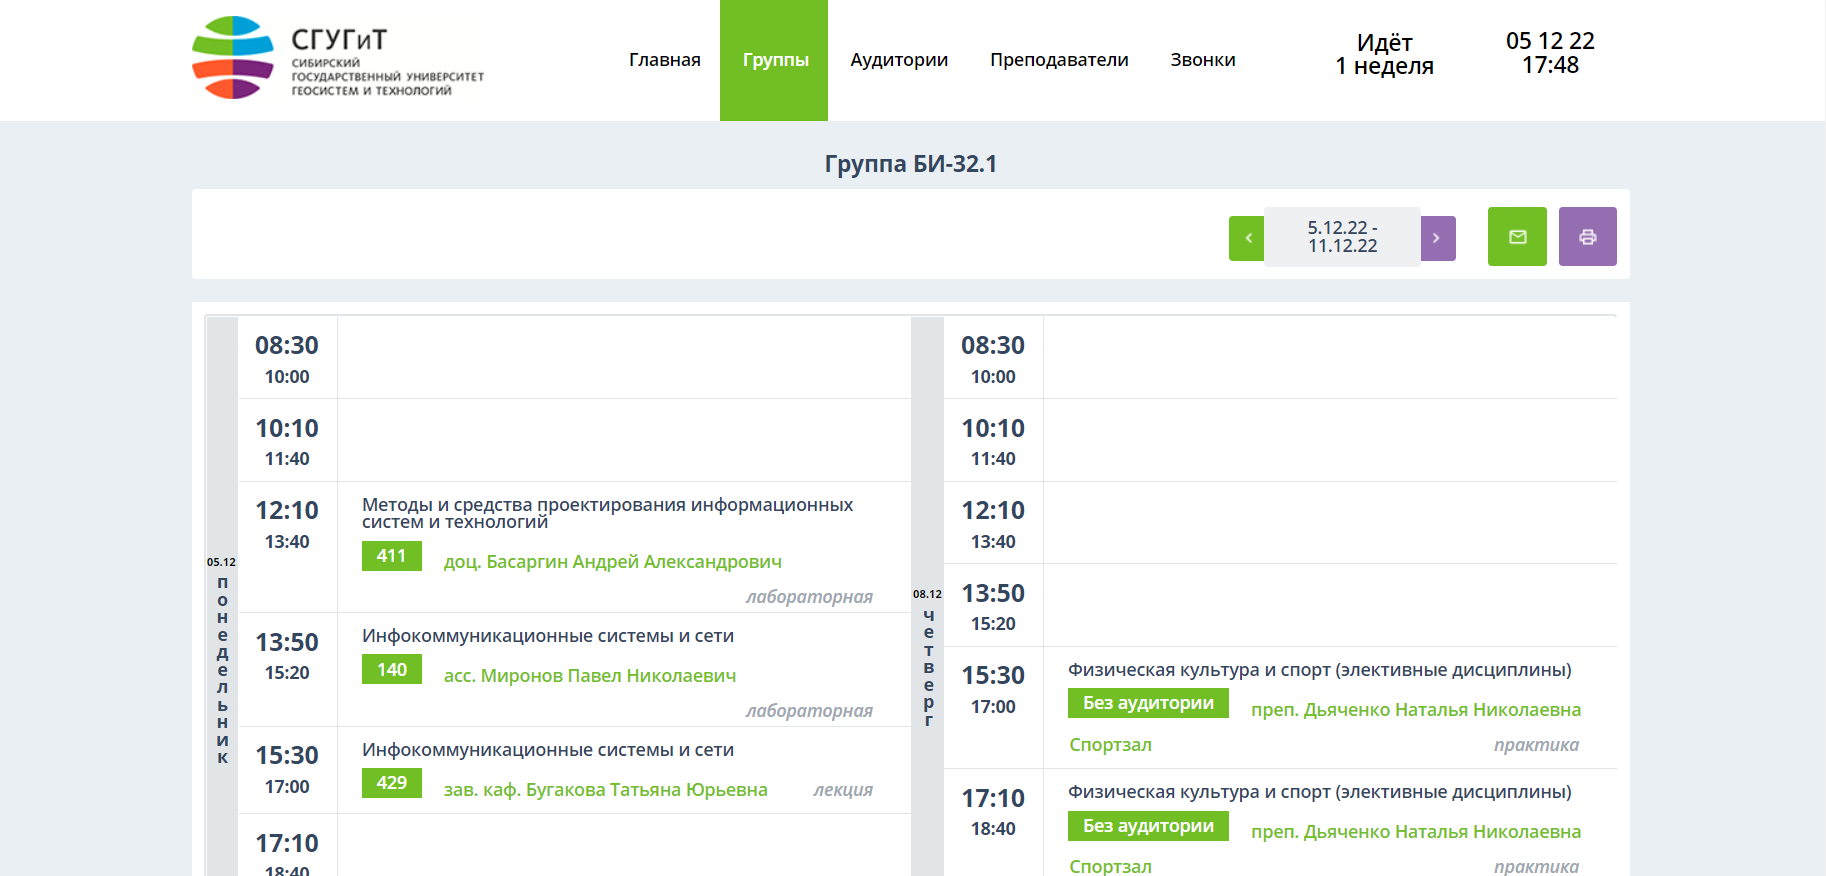 СГУГиТ
СИБИРСКИЙ
ГОСУДАРСТВЕННЫЙ УНИВЕРСИТЕТ
ГЕОСИСТЕМ И ТЕХНОЛОГИЙ
Главная
Группы
Аудитории
Преподаватели
Звонки
Идёт
1 неделя
05 12 22
17:48
Группа БИ-32.1
5.12.22 -
11.12.22
05.12
понедельник
08:30
10:00
10:10
11:40
12:10
13:40
Методы и средства проектирования информационных
систем и технологий
411 доц. Басаргин Андрей Александрович
лабораторная
13:50
15:20
Инфокоммуникационные системы и сети
140 асс. Миронов Павел Николаевич
лабораторная
15:30
17:00
Инфокоммуникационные системы и сети
429 зав. каф. Бугакова Татьяна Юрьевна лекция
17:10
18:40
08.12
четверг
08:30
10:00
10:10
11:40
12:10
13:40
13:50
15:20
15:30
17:00
Физическая культура и спорт (элективные дисциплины)
Без аудитории преп. Дьяченко Наталья Николаевна
Спортзал практика
17:10
18:40
Физическая культура и спорт (элективные дисциплины)
Без аудитории преп. Дьяченко Наталья Николаевна
Спортзал практика